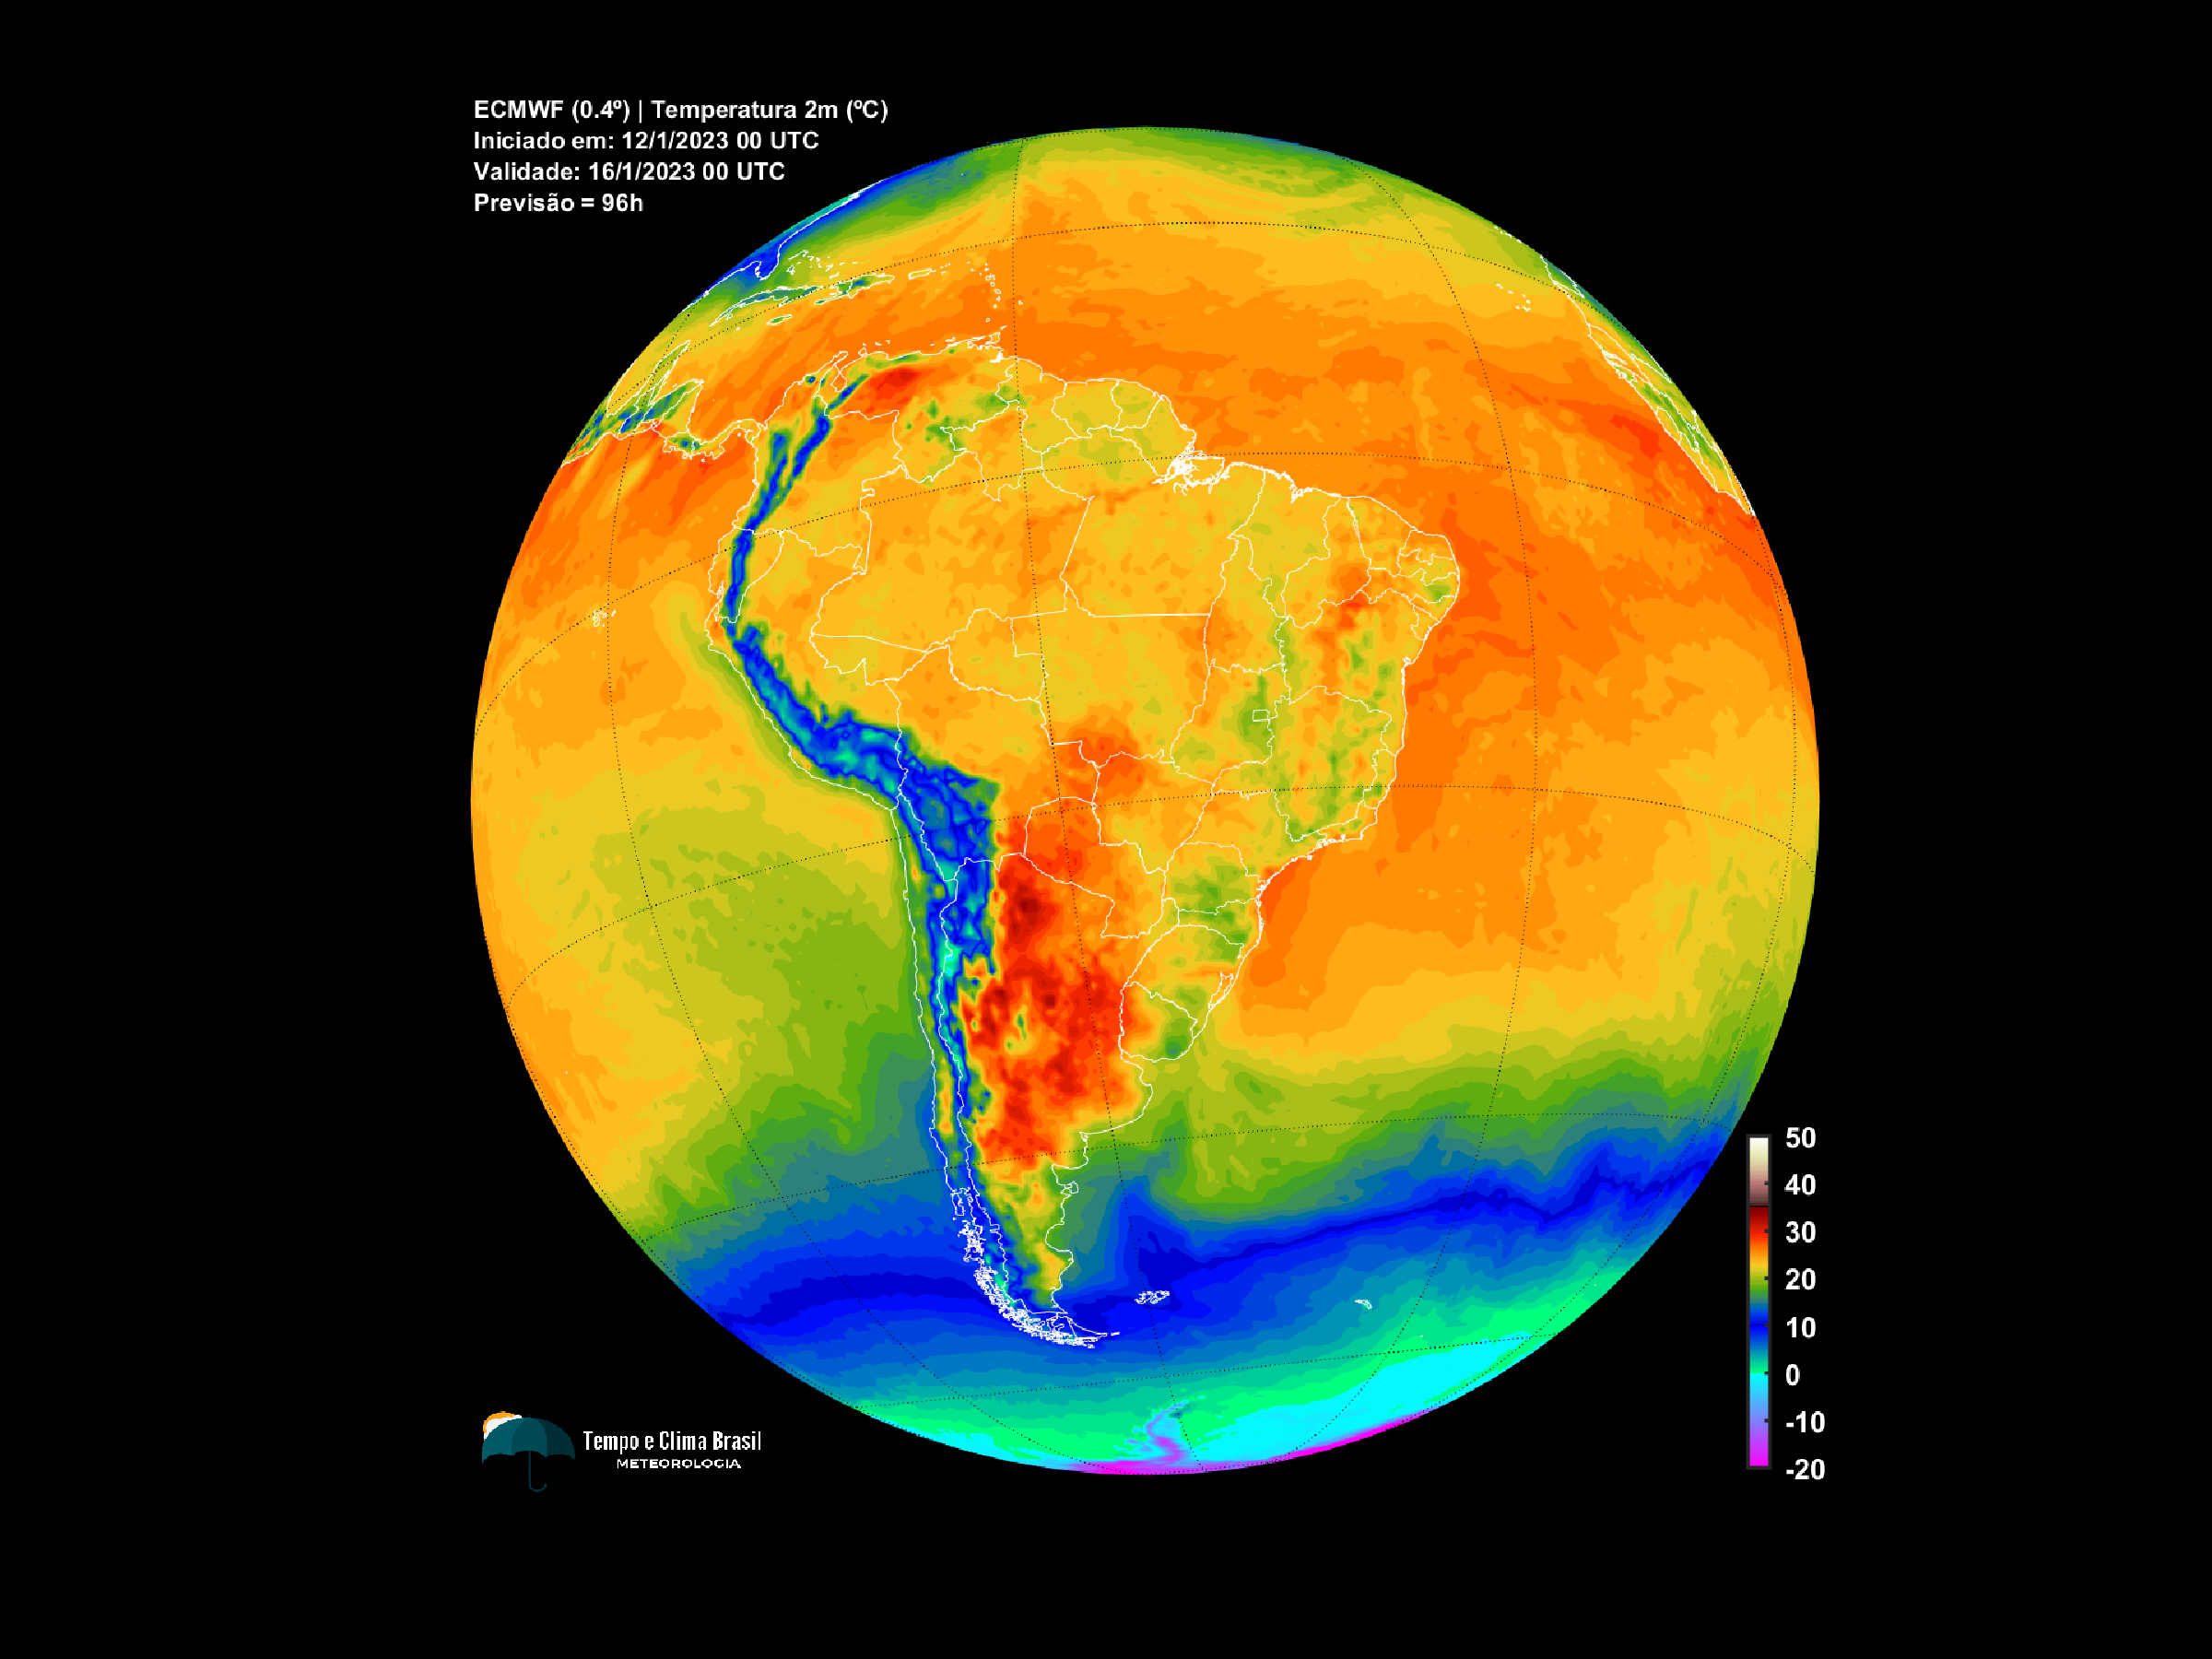 ECMWF (0.4º) | Temperatura 2m (ºC)
Iniciado em: 12/1/2023 00 UTC
Validade: 16/1/2023 00 UTC
Previsão = 96h
50
40
30
20
10
0
-10
-20
Tempo e Clima Brasil
METEOROLOGIA